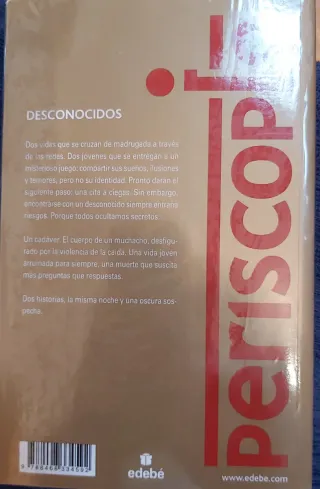 DESCONOCIDOS
Dos vidas que se cruzan de madrugada a través
de las redes. Dos jóvenes que se entregan a un
misterioso juego: compartir sus sueños, ilusiones
y temores, pero no su identidad. Pronto darán el
siguiente paso: una cita a ciegas. Sin embargo,
encontrarse con un desconocido siempre entraña
riesgos. Porque todos ocultamos secretos.
Un cadáver. El cuerpo de un muchacho, desfigu-
rado por la violencia de la caída. Una vida joven
arruinada para siempre, una muerte que suscita
más preguntas que respuestas.
Dos historias, la misma noche y una oscura sos-
pecha.
periscopi
edebé
www.edebe.com